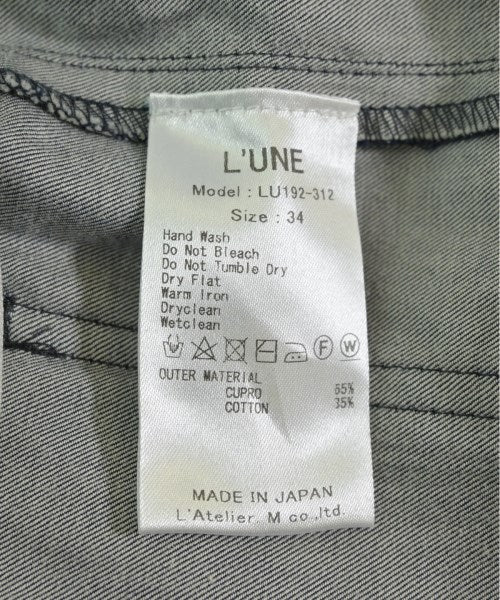 L'UNE
Model : LU192-312
Size : 34
Hand Wash
Do Not Bleach
Do Not Tumble Dry
Dry Flat
Warm Iron
Dryclean
Wetclean
F W
OUTER MATERIAL
CUPRO 65%
COTTON 35%
MADE IN JAPAN
L'Atelier. M co.,ltd.